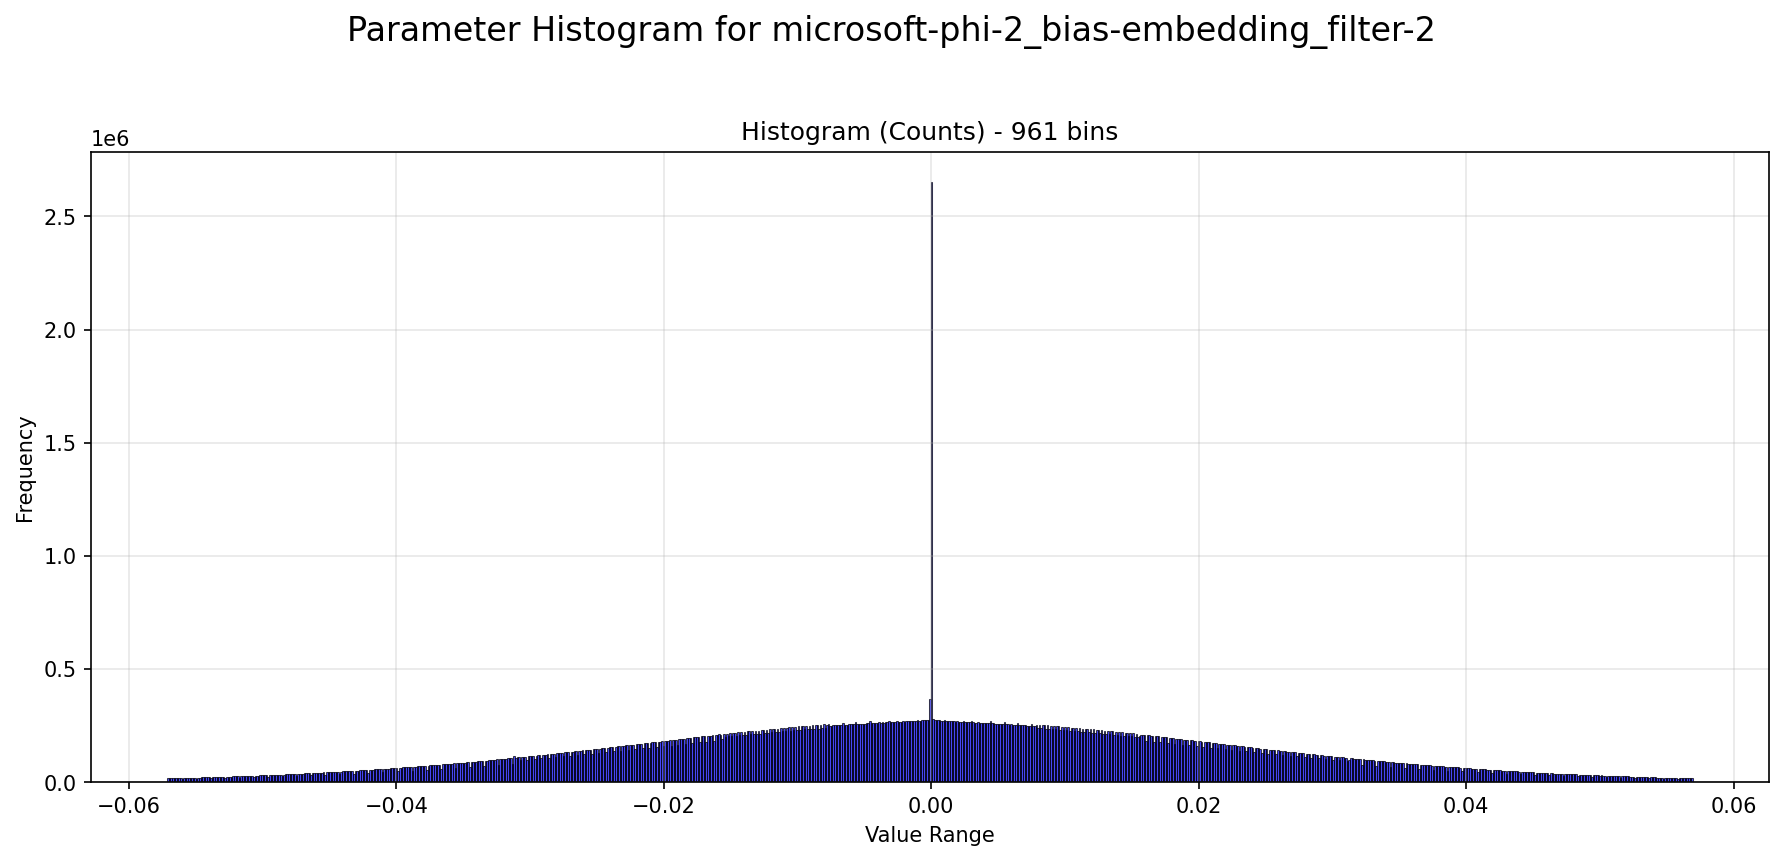 Parameter Histogram for microsoft-phi-2_bias-embedding_filter-2
Histogram (Counts) - 961 bins
1e6
2.5
2.0
1.5
1.0
0.5
0.0
Frequency
−0.06
−0.04
−0.02
0.00
0.02
0.04
0.06
Value Range